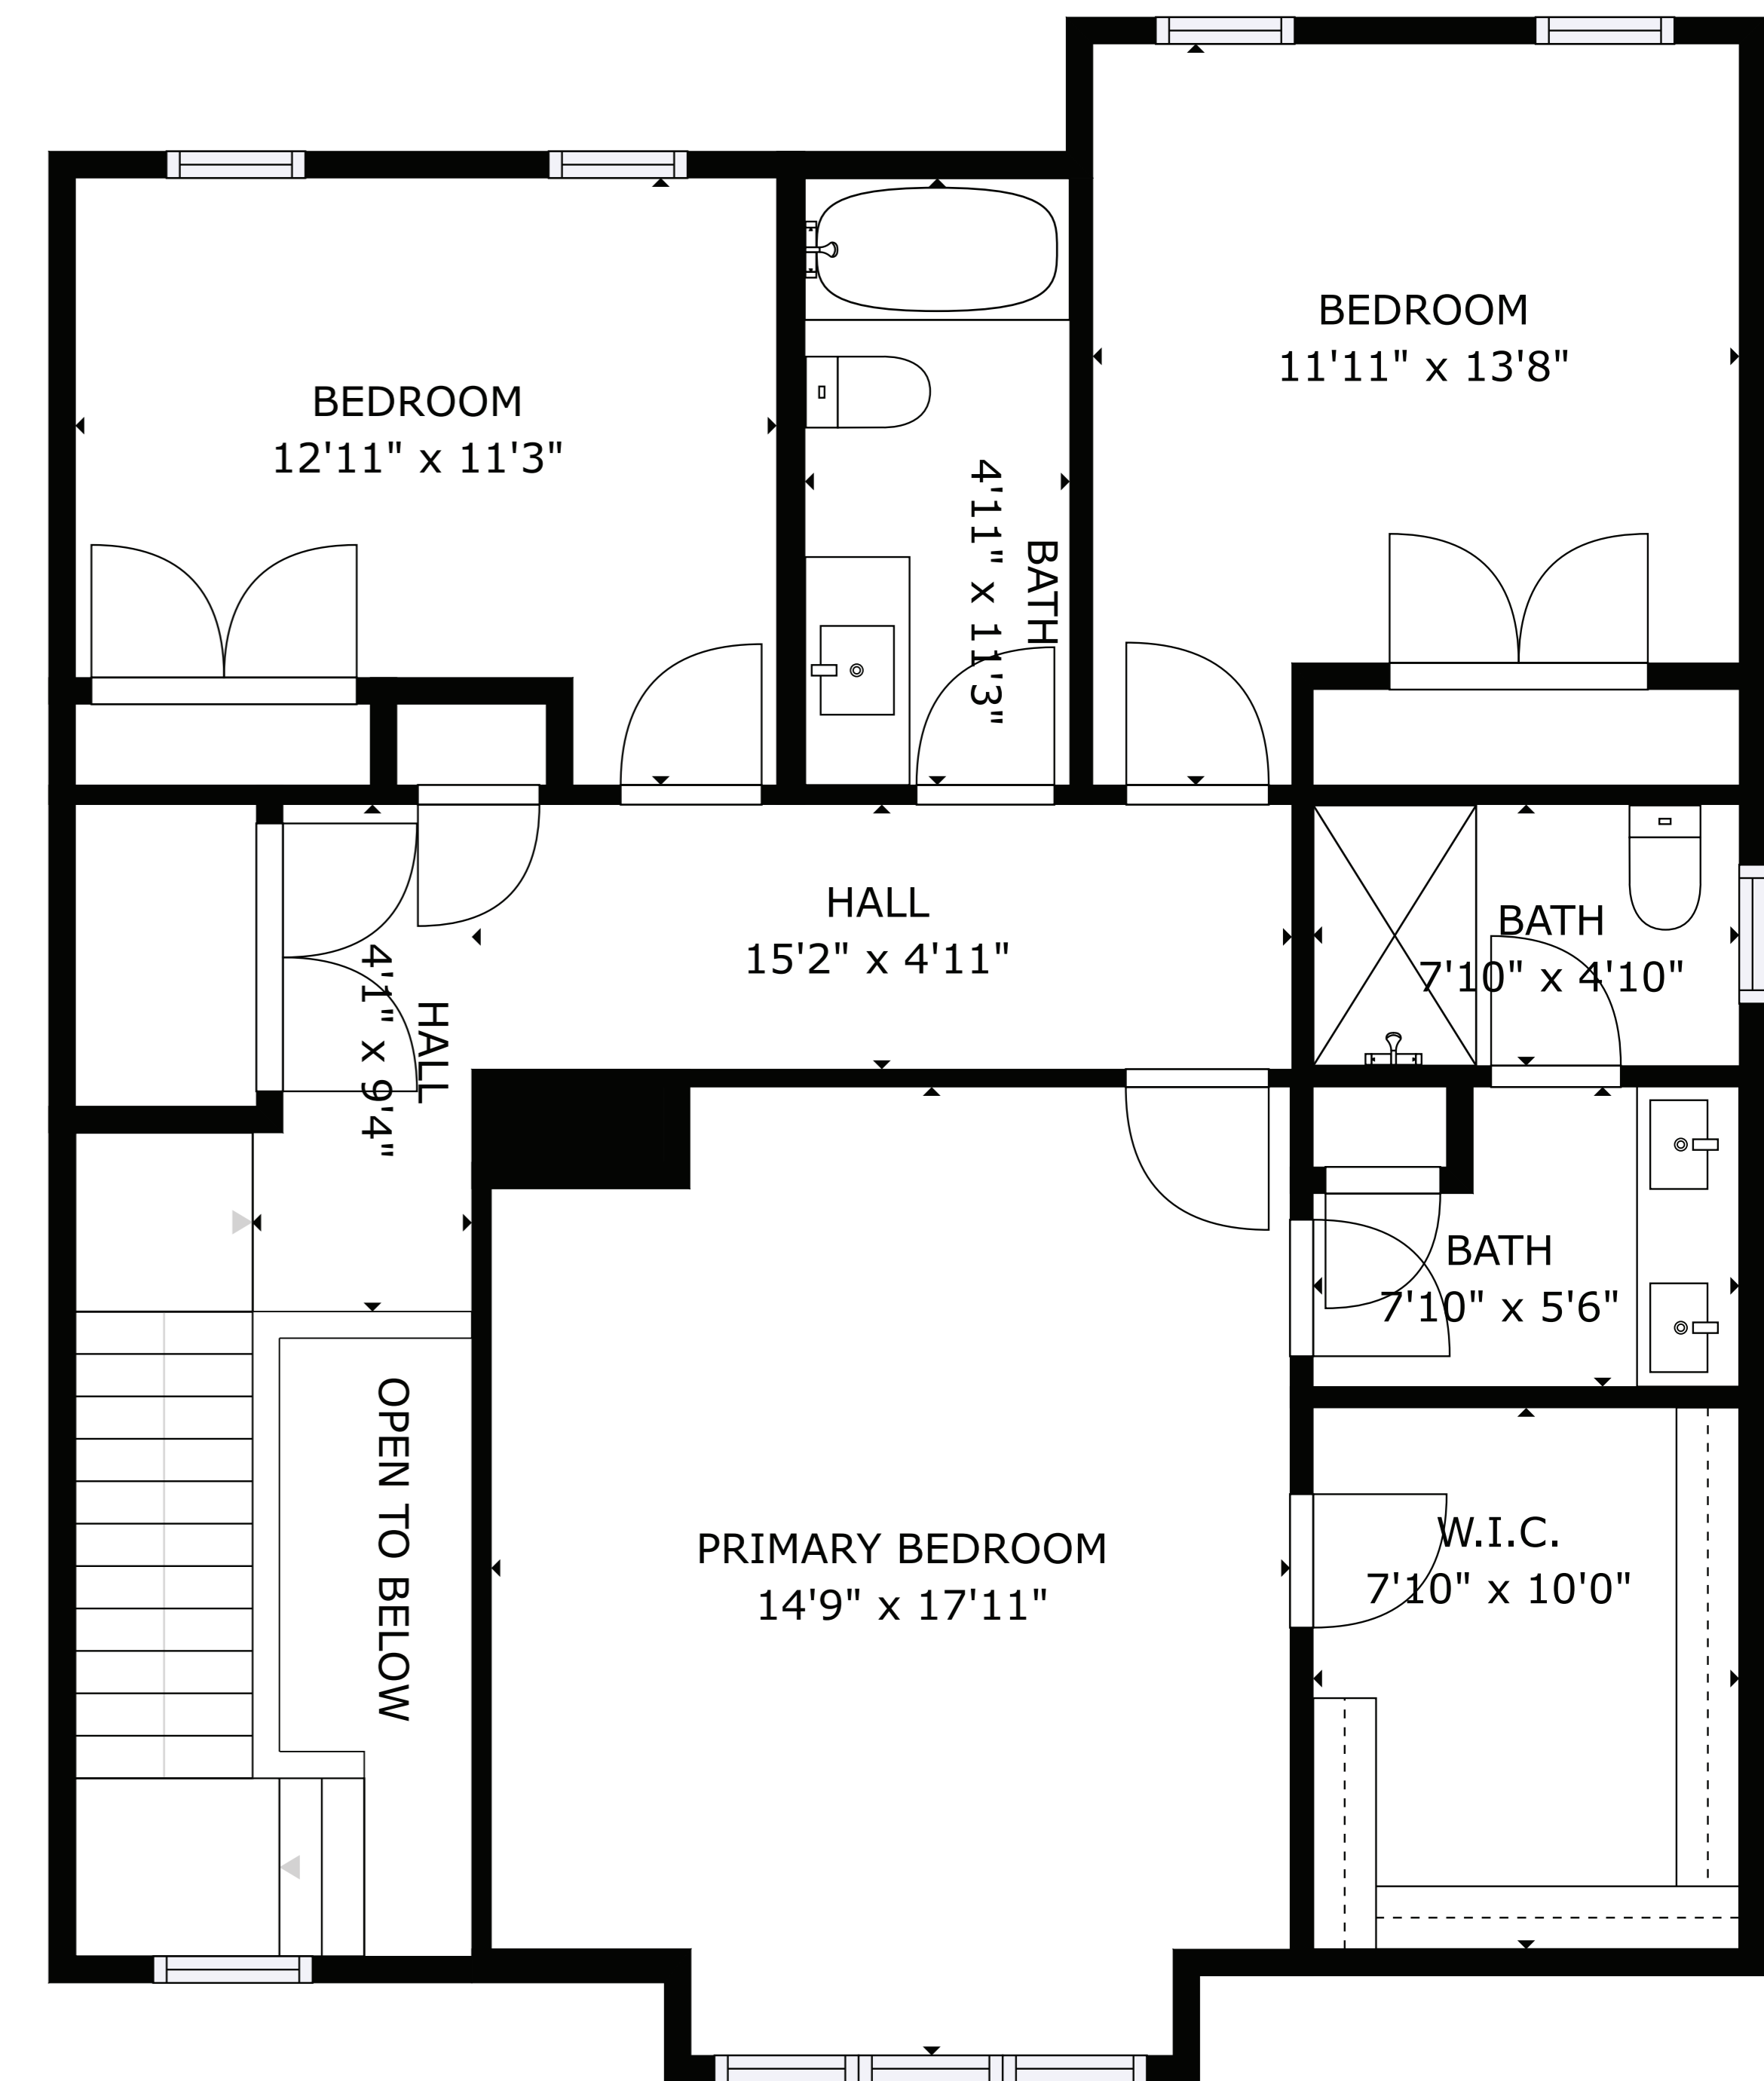 BEDROOM
11'11" x 13'8"
BEDROOM
12'11" x 11'3"
BATH
4'11" x 11'3"
HALL
15'2" x 4'11"
BATH
7'10" x 4'10"
HALL
4'1" x 9'4"
BATH
7'10" x 5'6"
OPEN TO BELOW
PRIMARY BEDROOM
14'9" x 17'11"
W.I.C.
7'10" x 10'0"